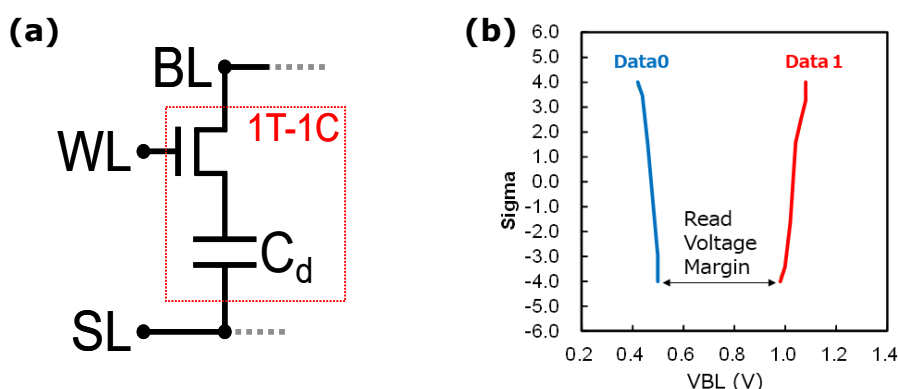 (a)
BL
1T-1C
WL
Cd
SL
(b)
6.0
5.0
4.0
3.0
2.0
1.0
0.0
-1.0
-2.0
-3.0
-4.0
-5.0
-6.0
Sigma
Data0
Data 1
Read
Voltage
Margin
0.2 0.4 0.6 0.8 1.0 1.2 1.4
VBL (V)